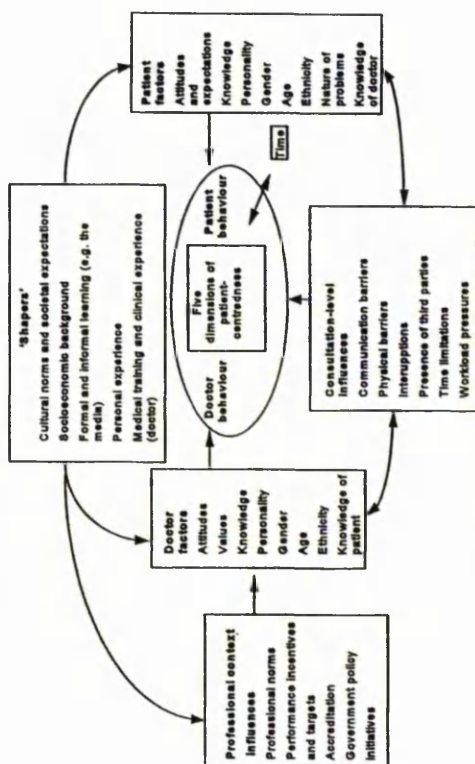 'Shapers'
Cultural norms and societal expectations
Socioeconomic background
Formal and informal learning (e.g. the
media)
Personal experience
Medical training and clinical experience
(doctor)
Professional context
influences
Professional norms
Performance incentives
and targets
Accreditation
Government policy
initiatives
Doctor
factors
Attitudes
Values
Knowledge
Personality
Gender
Age
Ethnicity
Knowledge of
patient
Doctor
behaviour
Five
dimensions of
patient-
centredness
Patient
behaviour
Time
Patient
factors
Attitudes
and
expectations
Knowledge
Personality
Gender
Age
Ethnicity
Nature of
problems
Knowledge
of doctor
Consultation-level
influences
Communication barriers
Physical barriers
Interupptions
Presence of third parties
Time limitations
Workload pressures